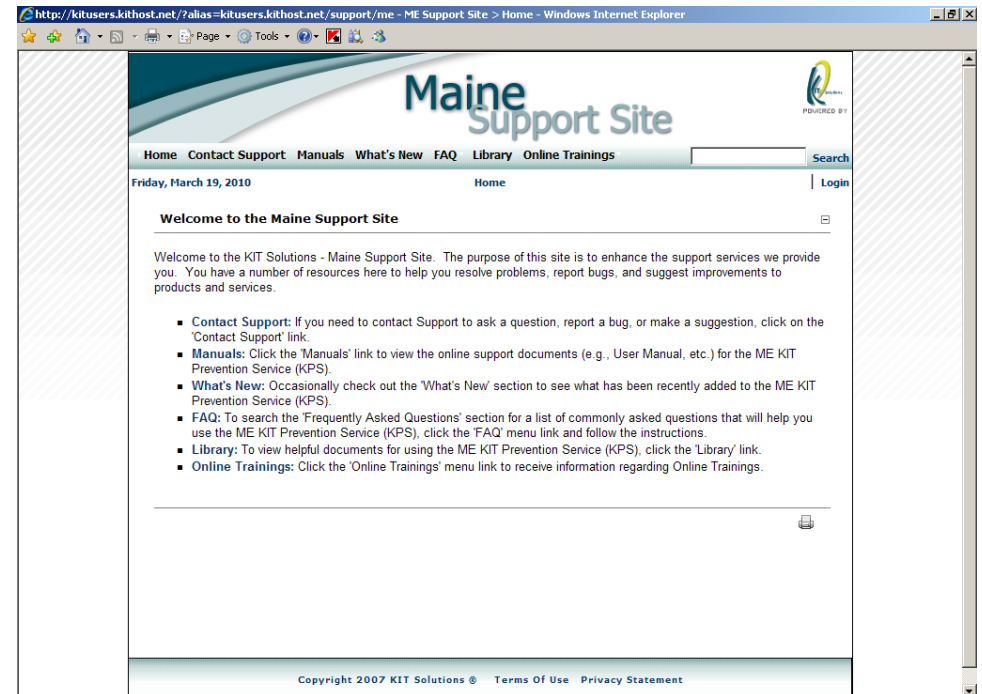 http://kitusers.kithost.net/?alias=kitusers.kithost.net/support/me - ME Support Site > Home - Windows Internet Explorer
Page Tools
Maine
Support Site
KIT Solutions
POWERED BY
Home Contact Support Manuals What's New FAQ Library Online Trainings Search
Friday, March 19, 2010 Home Login
Welcome to the Maine Support Site
Welcome to the KIT Solutions - Maine Support Site. The purpose of this site is to enhance the support services we provide
you. You have a number of resources here to help you resolve problems, report bugs, and suggest improvements to
products and services.
Contact Support: If you need to contact Support to ask a question, report a bug, or make a suggestion, click on the
'Contact Support' link.
Manuals: Click the 'Manuals' link to view the online support documents (e.g., User Manual, etc.) for the ME KIT
Prevention Service (KPS).
What's New: Occasionally check out the 'What's New' section to see what has been recently added to the ME KIT
Prevention Service (KPS).
FAQ: To search the 'Frequently Asked Questions' section for a list of commonly asked questions that will help you
use the ME KIT Prevention Service (KPS), click the 'FAQ' menu link and follow the instructions.
Library: To view helpful documents for using the ME KIT Prevention Service (KPS), click the 'Library' link.
Online Trainings: Click the 'Online Trainings' menu link to receive information regarding Online Trainings.
Copyright 2007 KIT Solutions ® Terms Of Use Privacy Statement